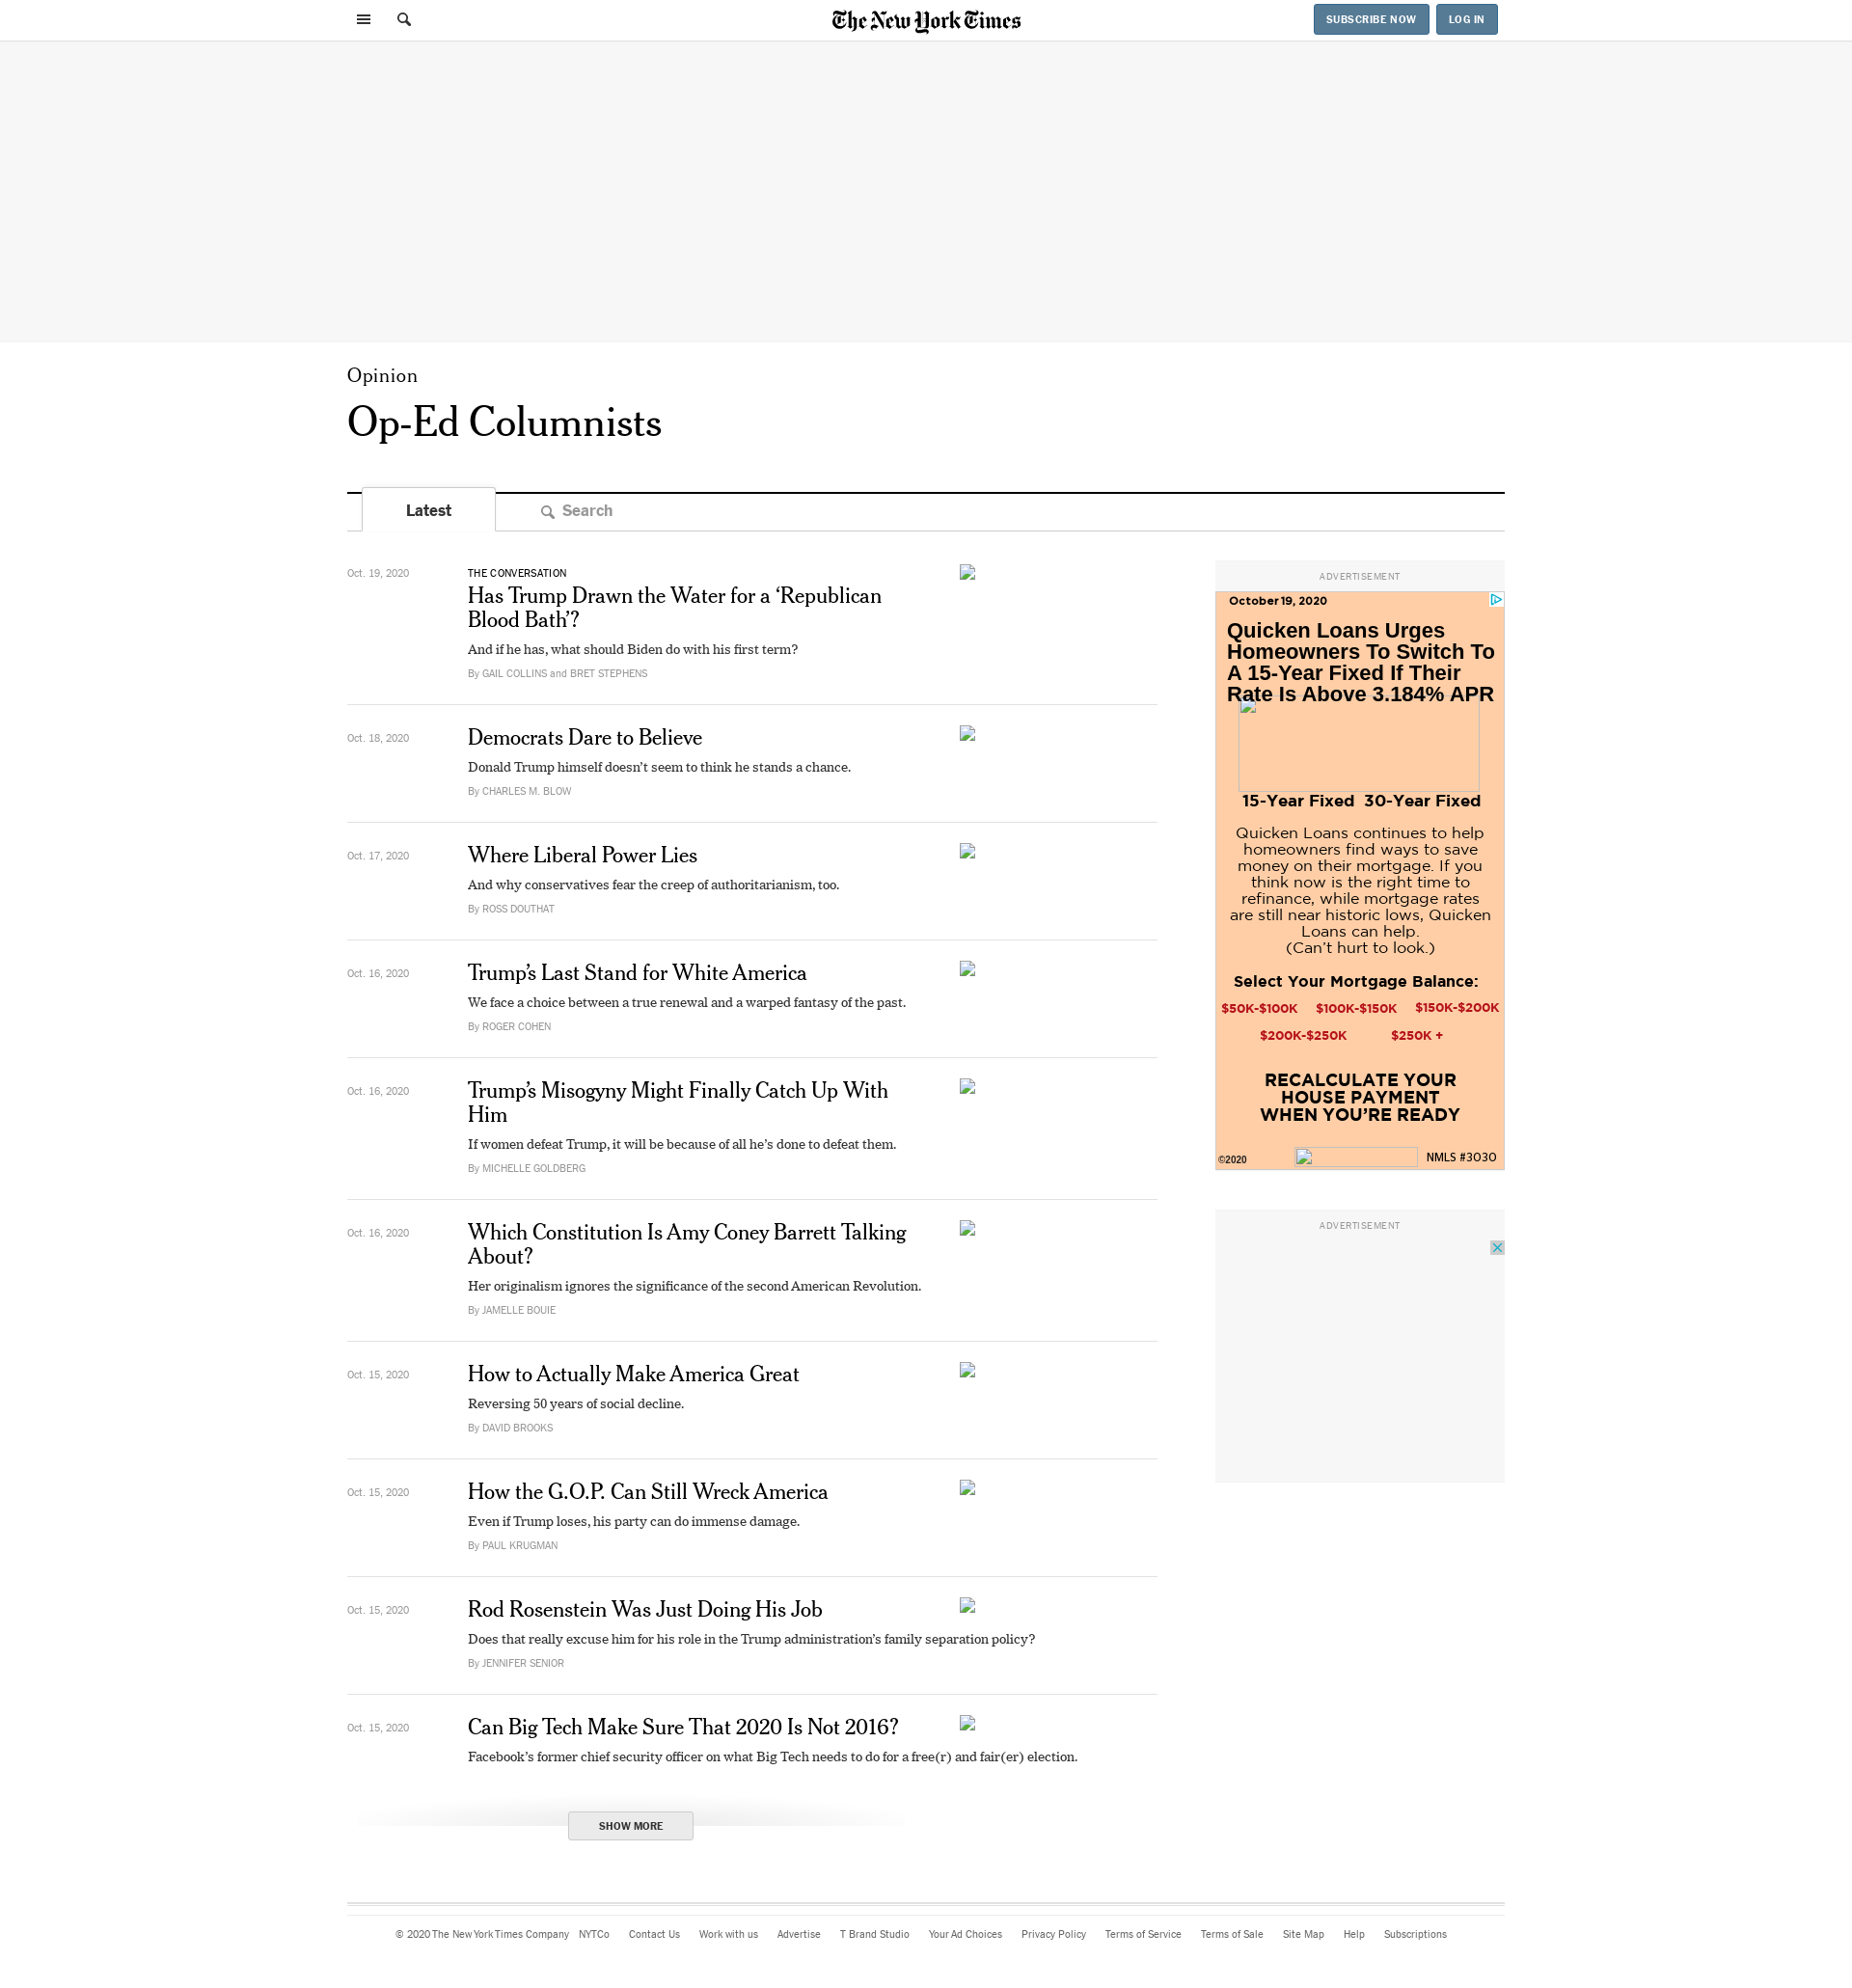 The New York Times
SUBSCRIBE NOW
LOG IN
Opinion
Op-Ed Columnists
Latest
Search
Oct. 19, 2020
THE CONVERSATION
Has Trump Drawn the Water for a ‘Republican
Blood Bath’?
And if he has, what should Biden do with his first term?
By GAIL COLLINS and BRET STEPHENS
Oct. 18, 2020
Democrats Dare to Believe
Donald Trump himself doesn’t seem to think he stands a chance.
By CHARLES M. BLOW
Oct. 17, 2020
Where Liberal Power Lies
And why conservatives fear the creep of authoritarianism, too.
By ROSS DOUTHAT
Oct. 16, 2020
Trump’s Last Stand for White America
We face a choice between a true renewal and a warped fantasy of the past.
By ROGER COHEN
Oct. 16, 2020
Trump’s Misogyny Might Finally Catch Up With
Him
If women defeat Trump, it will be because of all he’s done to defeat them.
By MICHELLE GOLDBERG
Oct. 16, 2020
Which Constitution Is Amy Coney Barrett Talking
About?
Her originalism ignores the significance of the second American Revolution.
By JAMELLE BOUIE
Oct. 15, 2020
How to Actually Make America Great
Reversing 50 years of social decline.
By DAVID BROOKS
Oct. 15, 2020
How the G.O.P. Can Still Wreck America
Even if Trump loses, his party can do immense damage.
By PAUL KRUGMAN
Oct. 15, 2020
Rod Rosenstein Was Just Doing His Job
Does that really excuse him for his role in the Trump administration’s family separation policy?
By JENNIFER SENIOR
Oct. 15, 2020
Can Big Tech Make Sure That 2020 Is Not 2016?
Facebook’s former chief security officer on what Big Tech needs to do for a free(r) and fair(er) election.
SHOW MORE
ADVERTISEMENT
October 19, 2020
Quicken Loans Urges
Homeowners To Switch To
A 15-Year Fixed If Their
Rate Is Above 3.184% APR
15-Year Fixed 30-Year Fixed
Quicken Loans continues to help
homeowners find ways to save
money on their mortgage. If you
think now is the right time to
refinance, while mortgage rates
are still near historic lows, Quicken
Loans can help.
(Can’t hurt to look.)
Select Your Mortgage Balance:
$50K-$100K $100K-$150K $150K-$200K
$200K-$250K $250K +
RECALCULATE YOUR
HOUSE PAYMENT
WHEN YOU’RE READY
©2020 NMLS #3030
ADVERTISEMENT
© 2020 The New York Times Company NYTCo Contact Us Work with us Advertise T Brand Studio Your Ad Choices Privacy Policy Terms of Service Terms of Sale Site Map Help Subscriptions